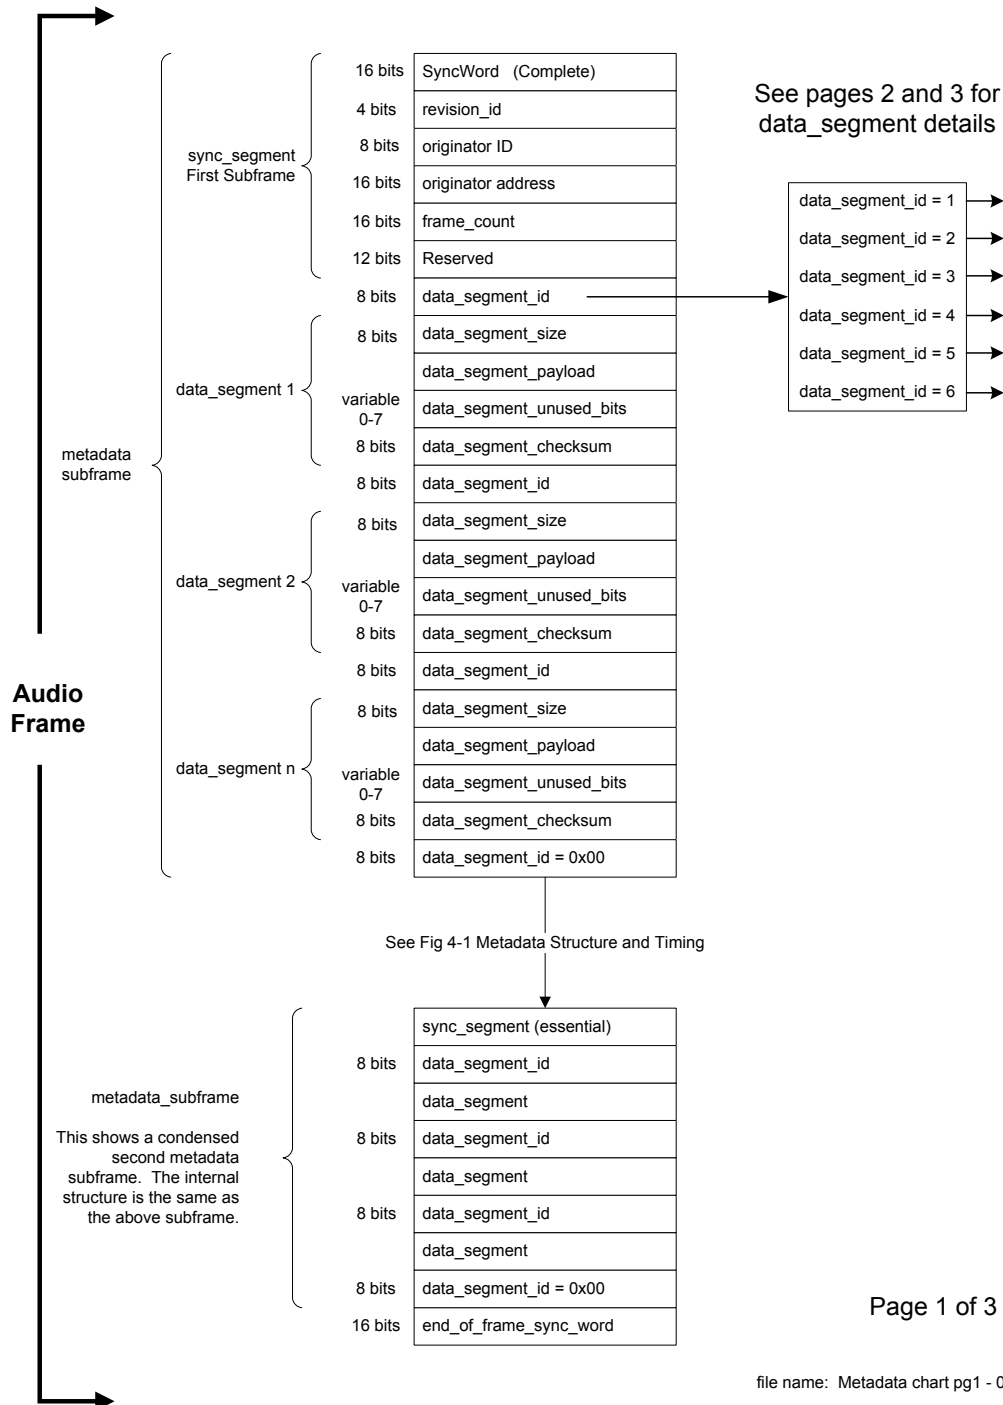 16 bits SyncWord (Complete)
4 bits revision_id
8 bits originator ID
16 bits originator address
16 bits frame_count
12 bits Reserved
sync_segment
First Subframe
8 bits data_segment_id
8 bits data_segment_size
data_segment_payload
variable
0-7
data_segment_unused_bits
8 bits data_segment_checksum
data_segment 1
8 bits data_segment_id
8 bits data_segment_size
data_segment_payload
variable
0-7
data_segment_unused_bits
8 bits data_segment_checksum
data_segment 2
8 bits data_segment_id
8 bits data_segment_size
data_segment_payload
variable
0-7
data_segment_unused_bits
8 bits data_segment_checksum
data_segment n
8 bits data_segment_id = 0x00
metadata
subframe
Audio
Frame
See pages 2 and 3 for
data_segment details
data_segment_id = 1
data_segment_id = 2
data_segment_id = 3
data_segment_id = 4
data_segment_id = 5
data_segment_id = 6
See Fig 4-1 Metadata Structure and Timing
sync_segment (essential)
8 bits data_segment_id
data_segment
8 bits data_segment_id
data_segment
8 bits data_segment_id
data_segment
8 bits data_segment_id = 0x00
16 bits end_of_frame_sync_word
metadata_subframe
This shows a condensed
second metadata
subframe. The internal
structure is the same as
the above subframe.
Page 1 of 3
file name: Metadata chart pg1 - 0